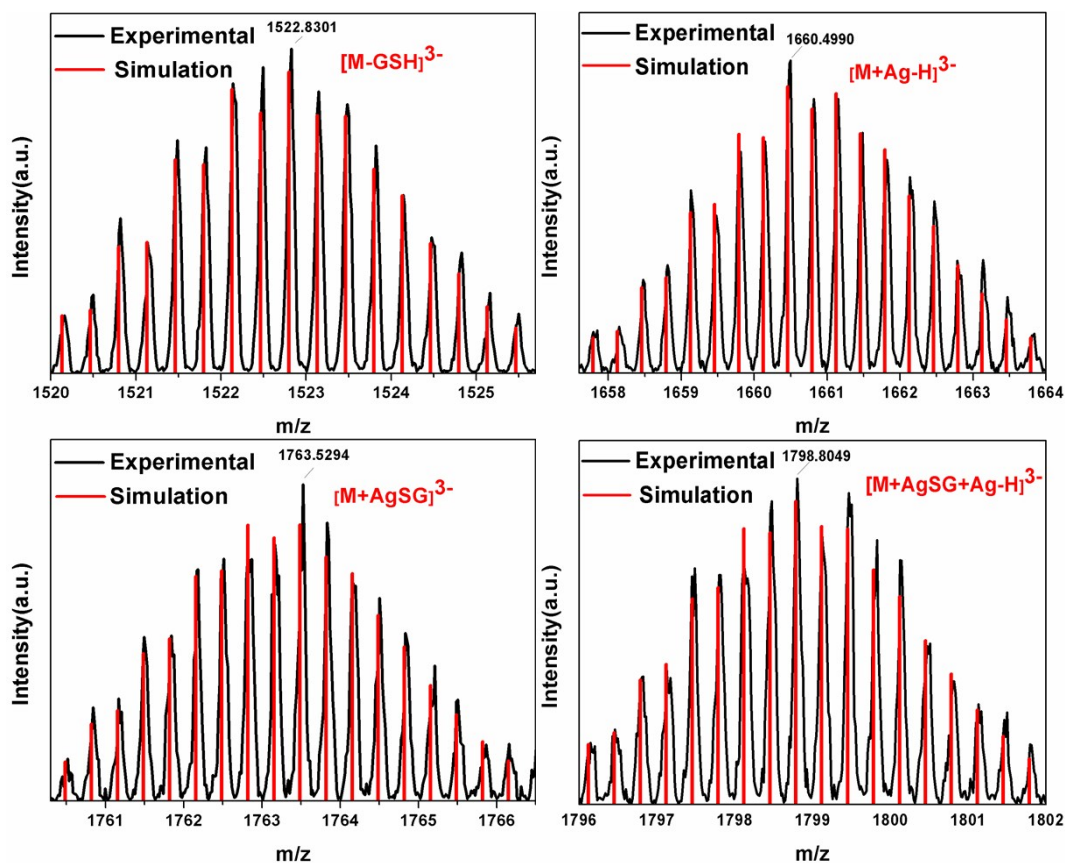 Experimental
Simulation
1522.8301
[M-GSH]3-
Intensity(a.u.)
1520 1521 1522 1523 1524 1525
m/z
Experimental
Simulation
1660.4990
[M+Ag-H]3-
Intensity(a.u.)
1658 1659 1660 1661 1662 1663 1664
m/z
Experimental
Simulation
1763.5294
[M+AgSG]3-
Intensity(a.u.)
1761 1762 1763 1764 1765 1766
m/z
Experimental
Simulation
1798.8049
[M+AgSG+Ag-H]3-
Intensity(a.u.)
1796 1797 1798 1799 1800 1801 1802
m/z